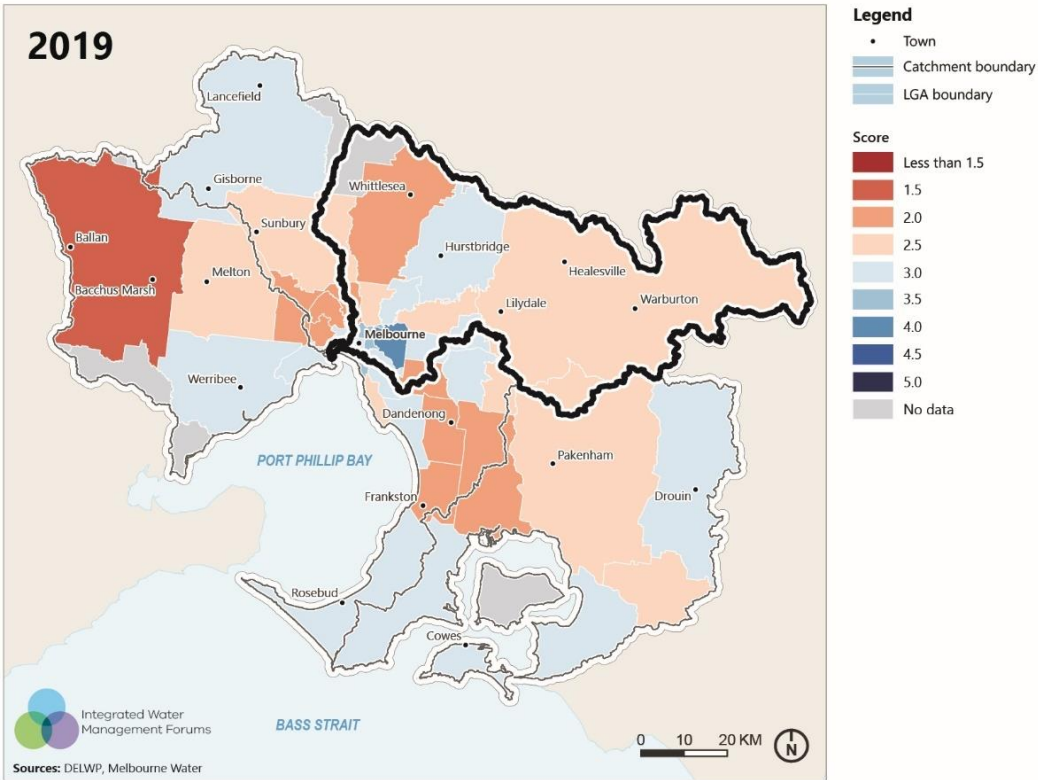 2019
Lancefield
Gisborne
Whittlesea
Sunbury
Ballan
Hurstbridge
Healesville
Melton
Bacchus Marsh
Lilydale
Warburton
Melbourne
Werribee
Dandenong
PORT PHILLIP BAY
Pakenham
Frankston
Drouin
Rosebud
Cowes
BASS STRAIT
Integrated Water
Management Forums
Sources: DELWP, Melbourne Water
0 10 20 KM
N
Legend
Town
Catchment boundary
LGA boundary
Score
Less than 1.5
1.5
2.0
2.5
3.0
3.5
4.0
4.5
5.0
No data